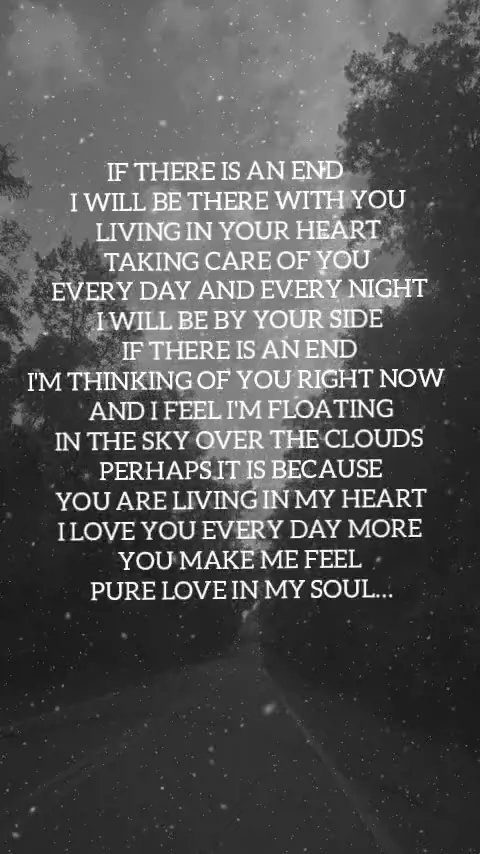 IF THERE IS AN END
I WILL BE THERE WITH YOU
LIVING IN YOUR HEART
TAKING CARE OF YOU
EVERY DAY AND EVERY NIGHT
I WILL BE BY YOUR SIDE
IF THERE IS AN END
I'M THINKING OF YOU RIGHT NOW
AND I FEEL I'M FLOATING
IN THE SKY OVER THE CLOUDS
PERHAPS IT IS BECAUSE
YOU ARE LIVING IN MY HEART
I LOVE YOU EVERY DAY MORE
YOU MAKE ME FEEL
PURE LOVE IN MY SOUL...